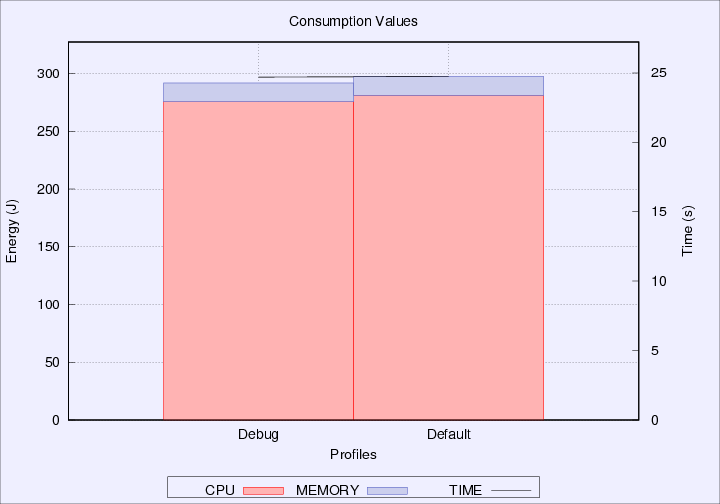 Consumption Values
300
250
200
150
100
50
0
Energy (J)
25
20
15
10
5
0
Time (s)
Debug Default
Profiles
CPU MEMORY TIME